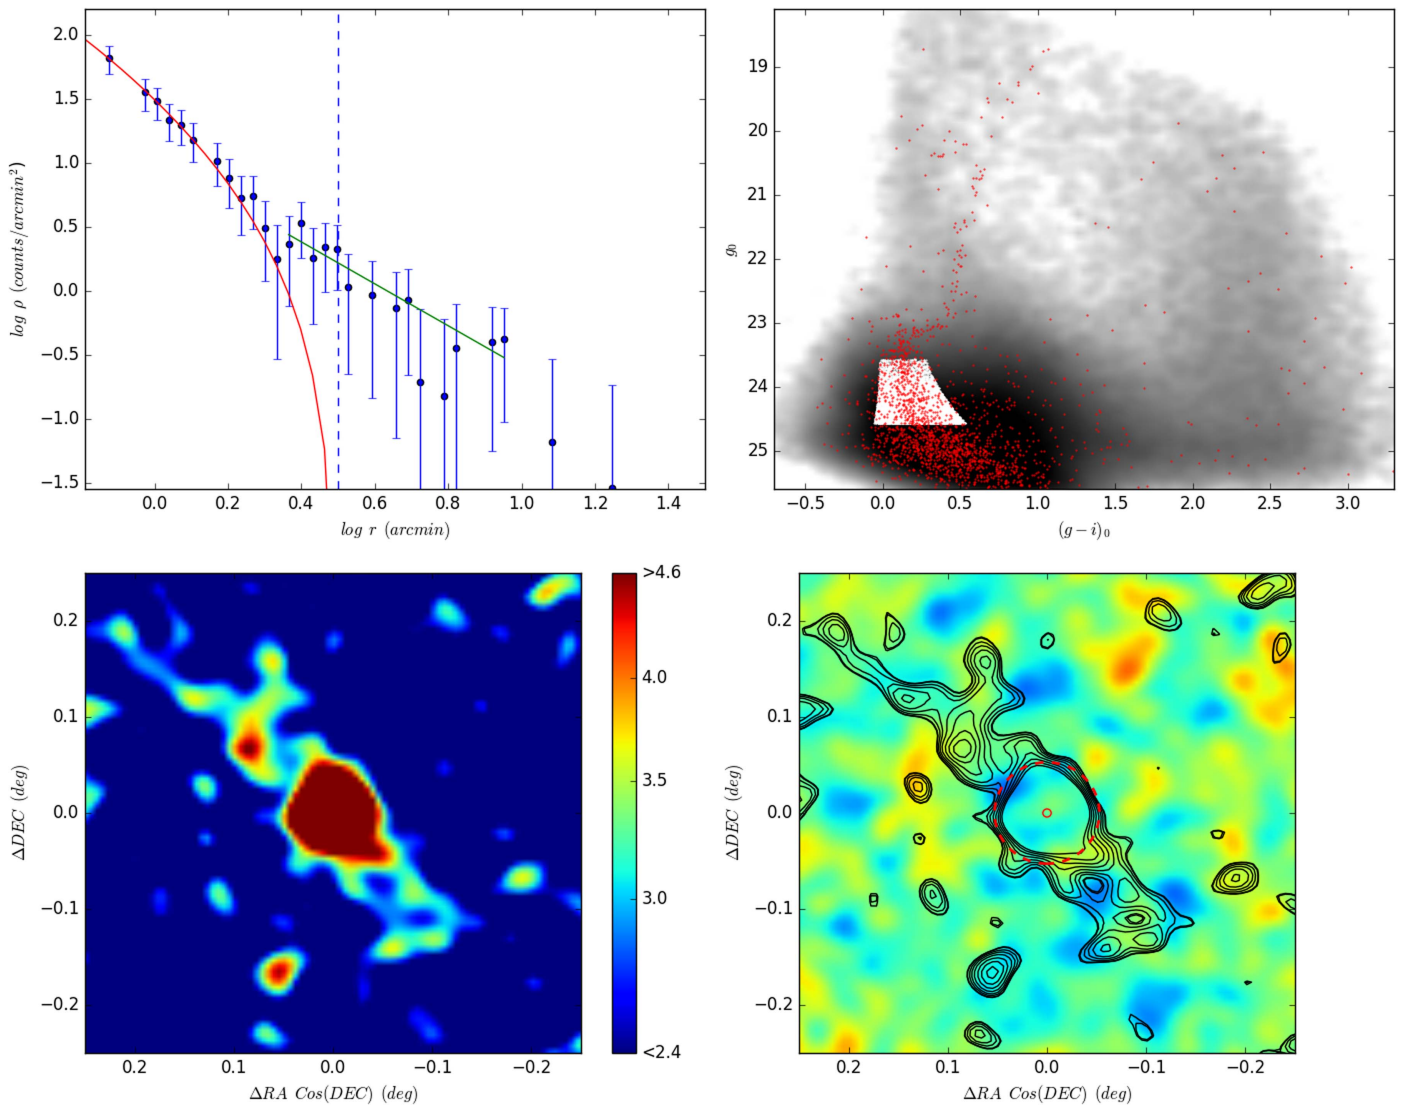 2.0
1.5
1.0
0.5
0.0
−0.5
−1.0
−1.5
log ρ (counts/arcmin²)
0.0 0.2 0.4 0.6 0.8 1.0 1.2 1.4
log r (arcmin)
19
20
21
22
23
24
25
g₀
−0.5 0.0 0.5 1.0 1.5 2.0 2.5 3.0
(g − i)₀
0.2
0.1
0.0
−0.1
−0.2
ΔDEC (deg)
0.2 0.1 0.0 −0.1 −0.2
ΔRA Cos(DEC) (deg)
>4.6
4.0
3.5
3.0
<2.4
0.2
0.1
0.0
−0.1
−0.2
ΔDEC (deg)
0.2 0.1 0.0 −0.1 −0.2
ΔRA Cos(DEC) (deg)